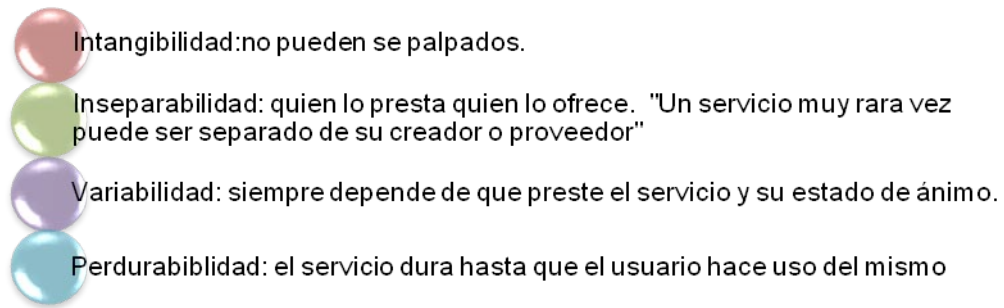 Intangibilidad:no pueden se palpados.
Inseparabilidad: quien lo presta quien lo ofrece. "Un servicio muy rara vez
puede ser separado de su creador o proveedor"
Variabilidad: siempre depende de que preste el servicio y su estado de ánimo.
Perdurabiblidad: el servicio dura hasta que el usuario hace uso del mismo